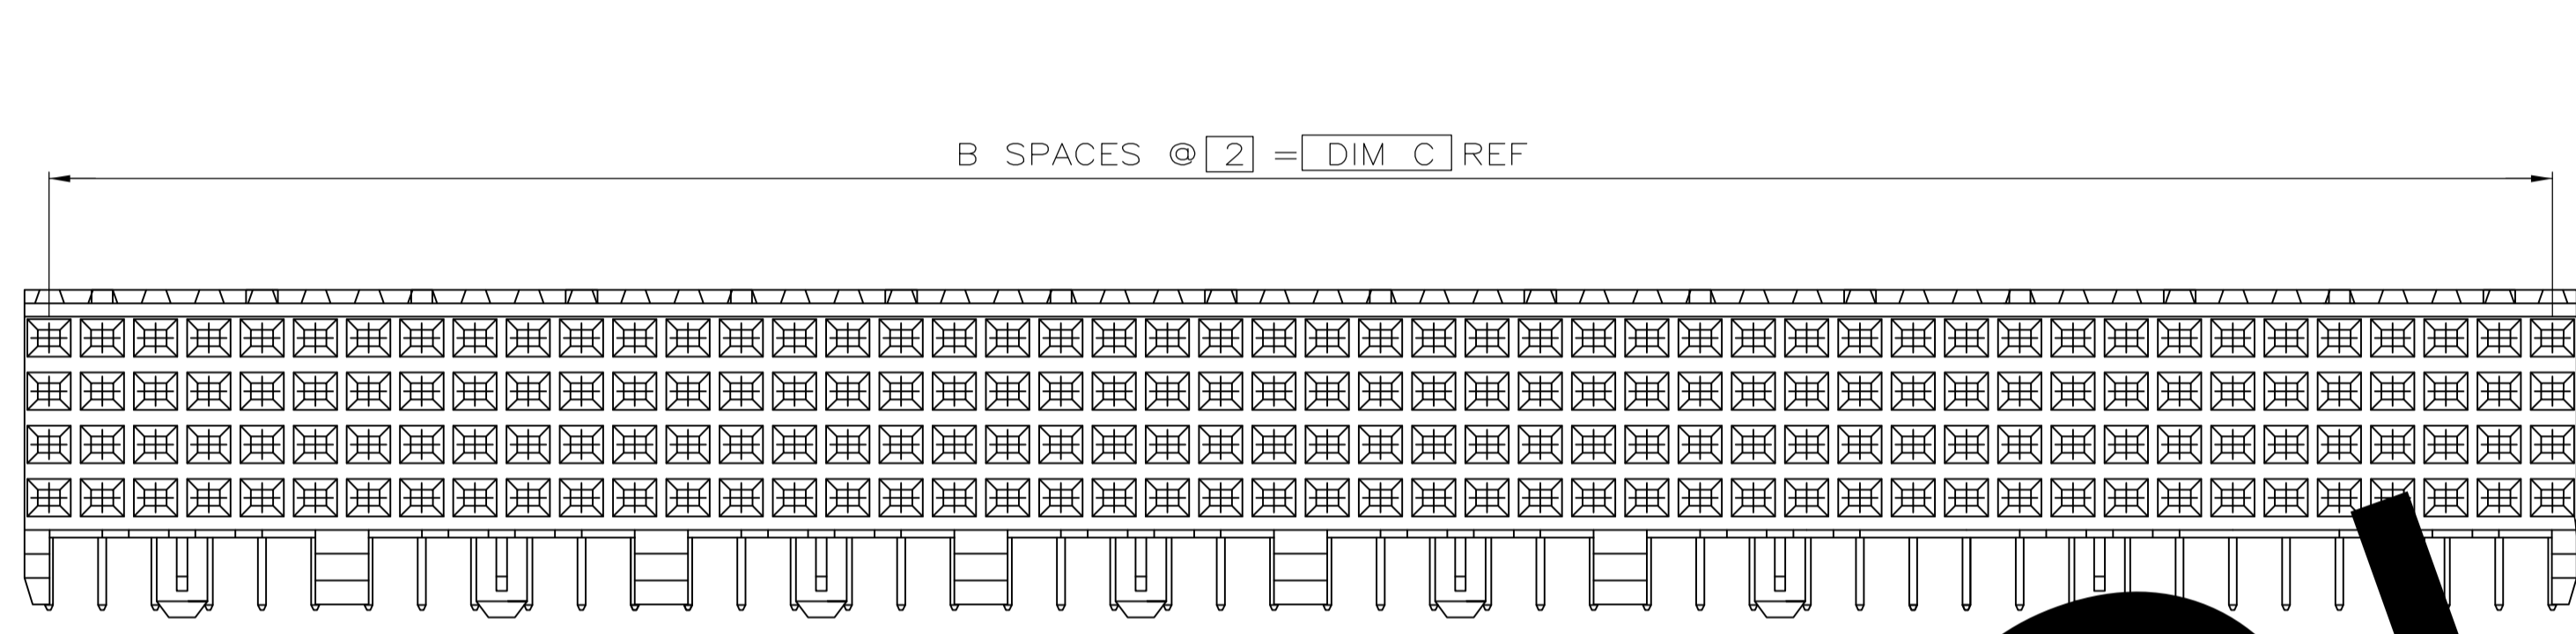 B SPACES @ 2 = DIM C REF